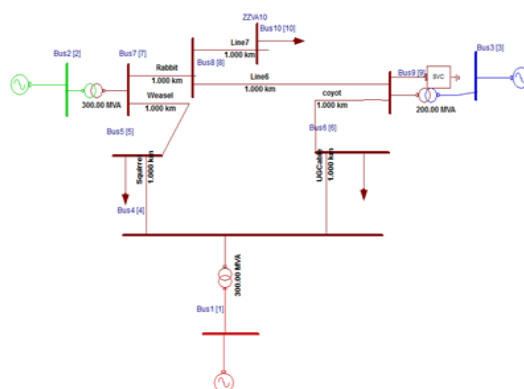 ZZVA10
Bus10 [10]
Line7
Bus2 [2]
Bus7 [7]
Rabbit
1.000 km
Bus8 [8]
Bus3 [3]
Line6
1.000 km
Bus9 [9]
SVC
300.00 MVA
Weasel
1.000 km
coyot
1.000 km
200.00 MVA
Bus5 [5]
Bus6 [6]
Squirrel
1.000 km
UGCable
1.000 km
Bus4 [4]
300.00 MVA
Bus1 [1]